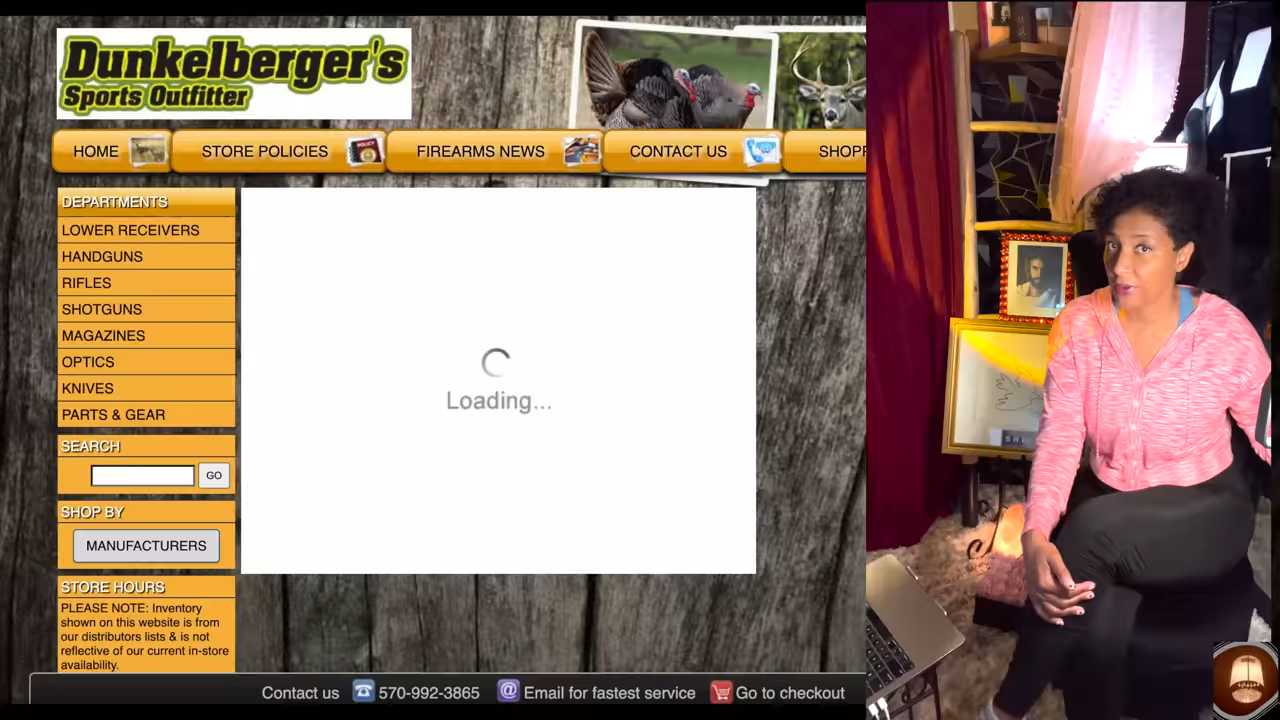 Dunkelberger's
Sports Outfitter
HOME
STORE POLICIES
FIREARMS NEWS
CONTACT US
DEPARTMENTS
LOWER RECEIVERS
HANDGUNS
RIFLES
SHOTGUNS
MAGAZINES
OPTICS
KNIVES
PARTS & GEAR
SEARCH
GO
SHOP BY
MANUFACTURERS
STORE HOURS
PLEASE NOTE: Inventory
shown on this website is from
our distributors lists & is not
reflective of our current in-store
availability.
Loading...
Contact us
570-992-3865
Email for fastest service
Go to checkout